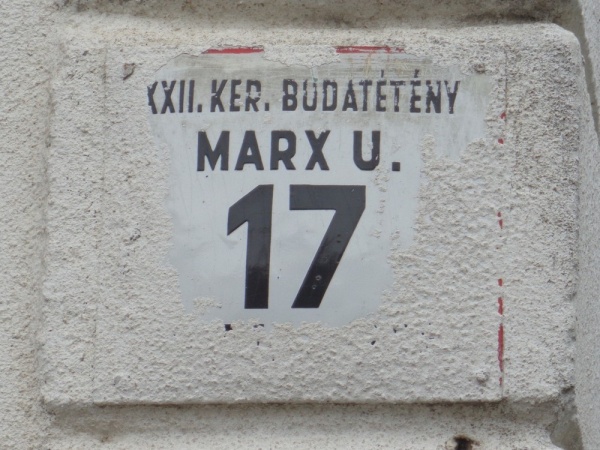 XXII. KER. BUDATÉTÉNY
MARX U.
17